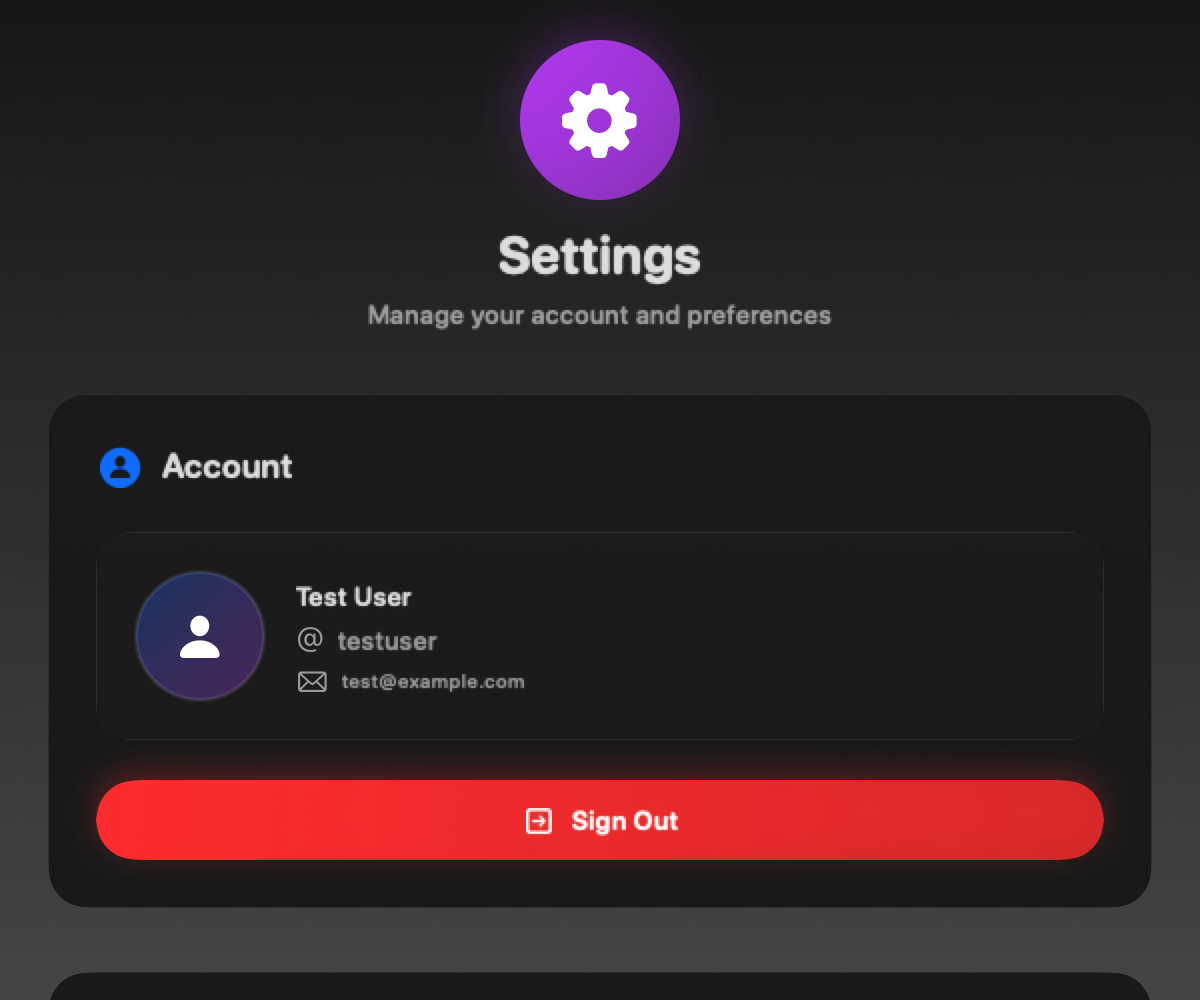 Settings
Manage your account and preferences
Account
Test User
@ testuser
test@example.com
Sign Out